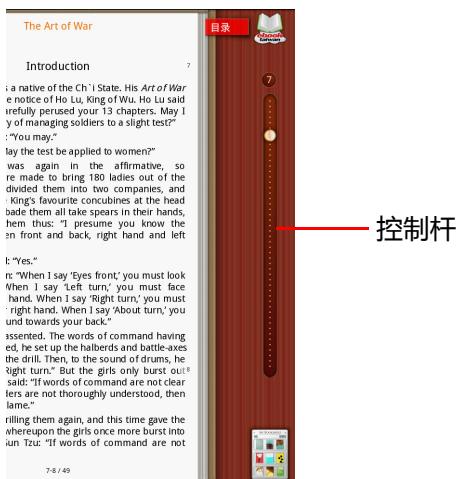 The Art of War
目录
ebook
taiwan
Introduction
7
s a native of the Ch`i State. His Art of War
e notice of Ho Lu, King of Wu. Ho Lu said
arefully perused your 13 chapters. May I
ry of managing soldiers to a slight test?”
: “You may.”
May the test be applied to women?”
was again in the affirmative, so
re made to bring 180 ladies out of the
divided them into two companies, and
King's favourite concubines at the head
bade them all take spears in their hands,
hem thus: “I presume you know the
en front and back, right hand and left
l: “Yes.”
n: “When I say ‘Eyes front,’ you must look
When I say ‘Left turn,’ you must face
hand. When I say ‘Right turn,’ you must
right hand. When I say ‘About turn,’ you
und towards your back.”
assented. The words of command having
ed, he set up the halberds and battle-axes
the drill. Then, to the sound of drums, he
Right turn.” But the girls only burst out
8
said: “If words of command are not clear
ders are not thoroughly understood, then
lame.”
rilling them again, and this time gave the
whereupon the girls once more burst into
Sun Tzu: “If words of command are not
7-8 / 49
7
控制杆